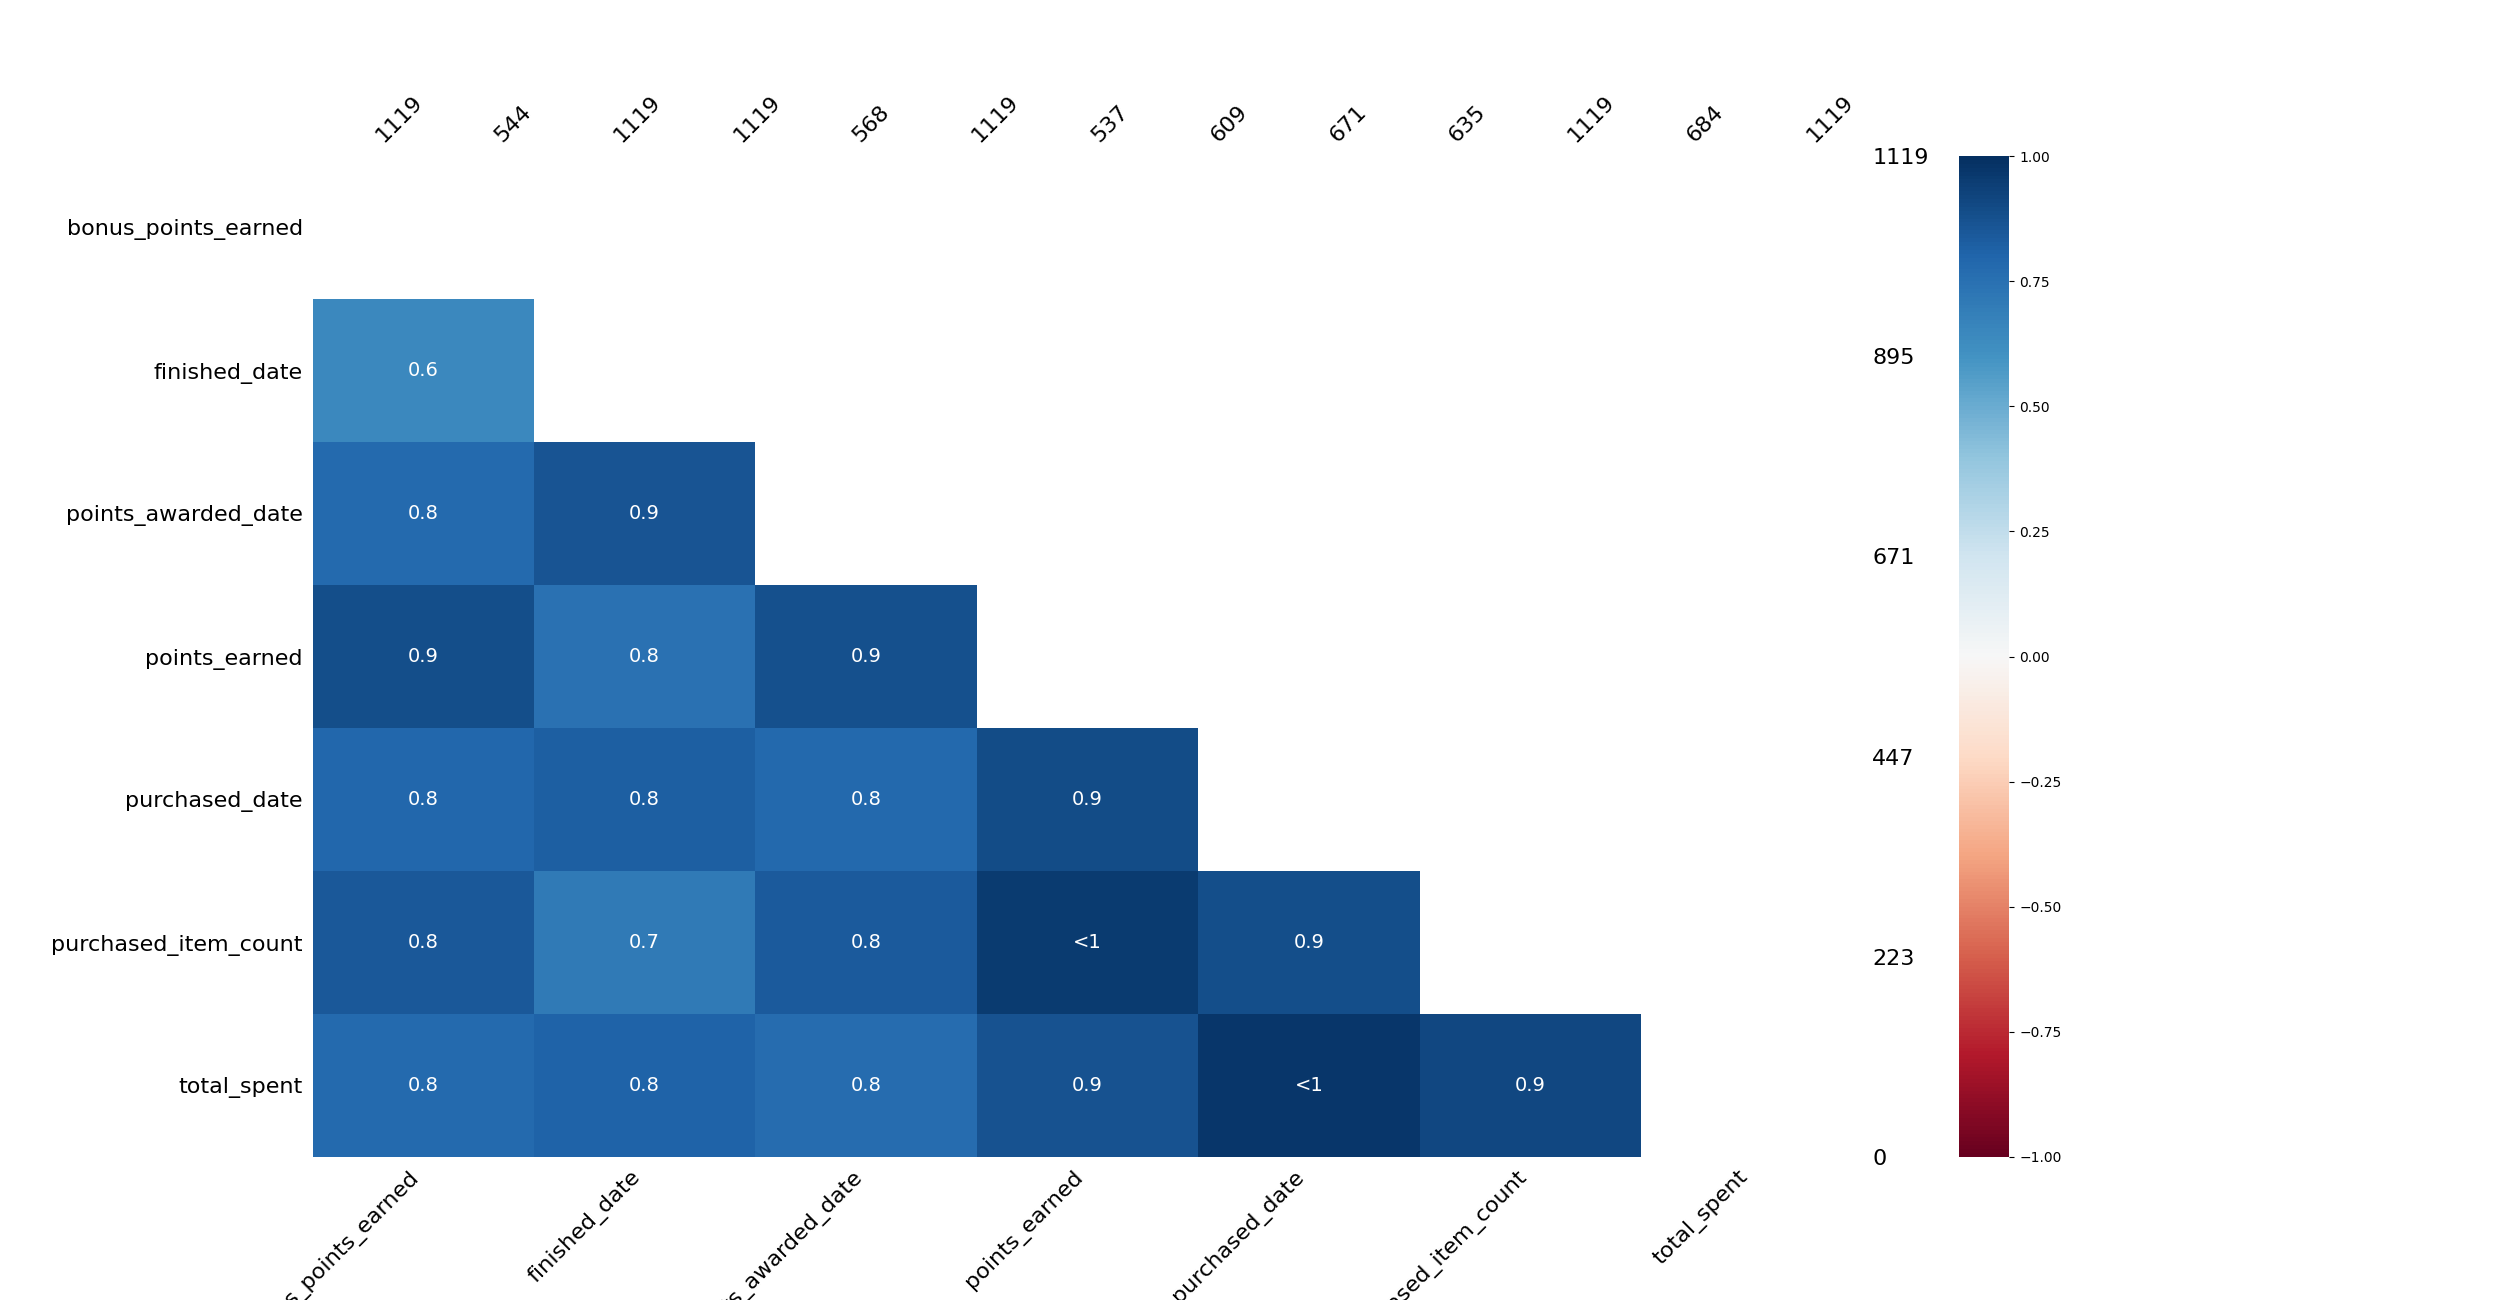 1119 544 1119 1119 568 1119 537 609 671 635 1119 684 1119
1119
895
671
447
223
0
1.00
0.75
0.50
0.25
0.00
−0.25
−0.50
−0.75
−1.00
bonus_points_earned
finished_date 0.6
points_awarded_date 0.8 0.9
points_earned 0.9 0.8 0.9
purchased_date 0.8 0.8 0.8 0.9
purchased_item_count 0.8 0.7 0.8 <1 0.9
total_spent 0.8 0.8 0.8 0.9 <1 0.9
s_points_earned
finished_date
s_awarded_date
points_earned
purchased_date
ased_item_count
total_spent